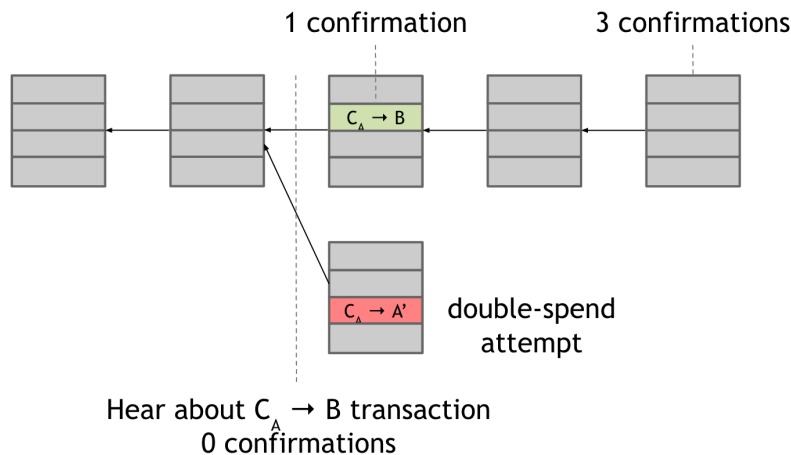 1 confirmation
3 confirmations
C_A → B
C_A → A’
double-spend
attempt
Hear about C_A → B transaction
0 confirmations